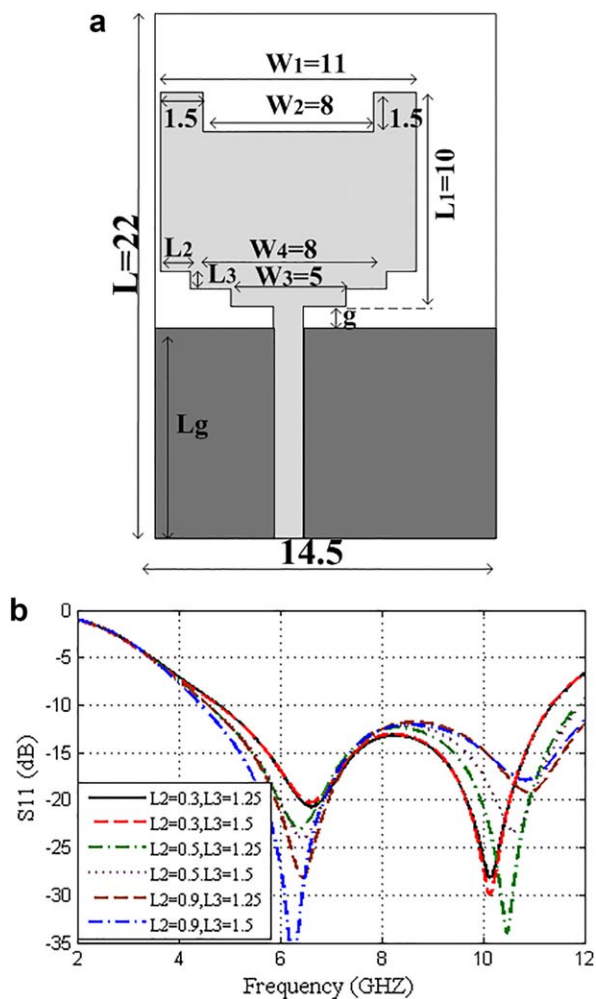 a
W1=11
1.5
W2=8
1.5
L1=10
L=22
L2
W4=8
L3
W3=5
g
Lg
14.5
b
0
-5
-10
-15
-20
-25
-30
-35
S11 (dB)
L2=0.3,L3=1.25
L2=0.3,L3=1.5
L2=0.5,L3=1.25
L2=0.5.L3=1.5
L2=0.9,L3=1.25
L2=0.9,L3=1.5
2
4
6
8
10
12
Frequency (GHZ)